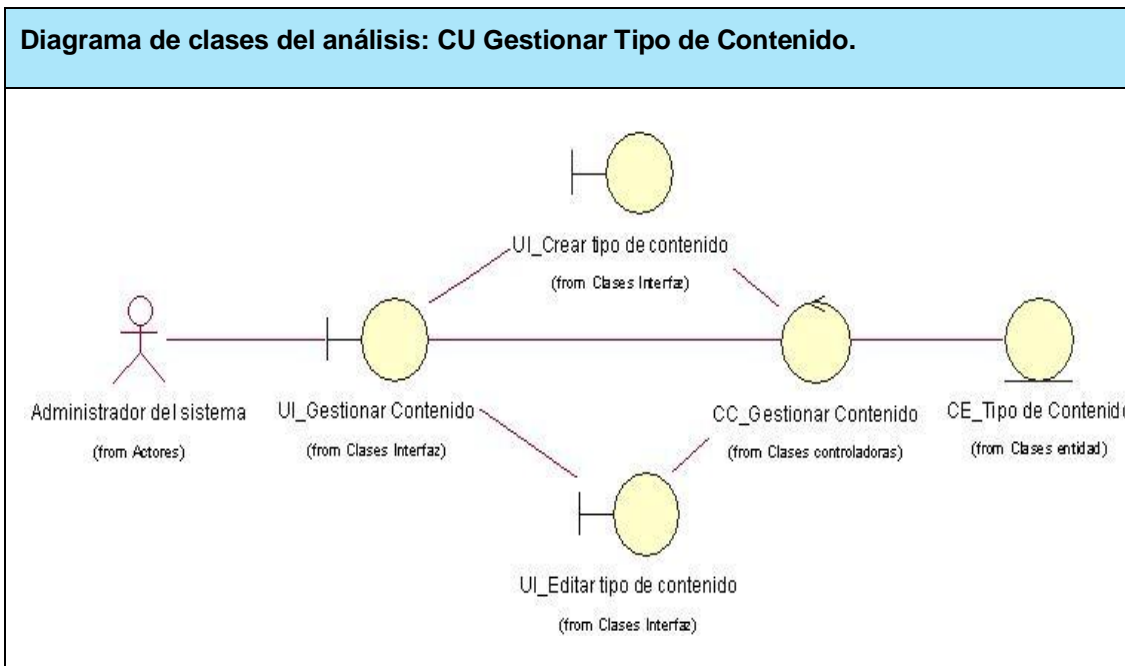 Diagrama de clases del análisis: CU Gestionar Tipo de Contenido.
UI_Crear tipo de contenido
(from Clases Interfaz)
Administrador del sistema
(from Actores)
UI_Gestionar Contenido
(from Clases Interfaz)
CC_Gestionar Contenido
(from Clases controladoras)
CE_Tipo de Contenid
(from Clases entidad)
UI_Editar tipo de contenido
(from Clases Interfaz)